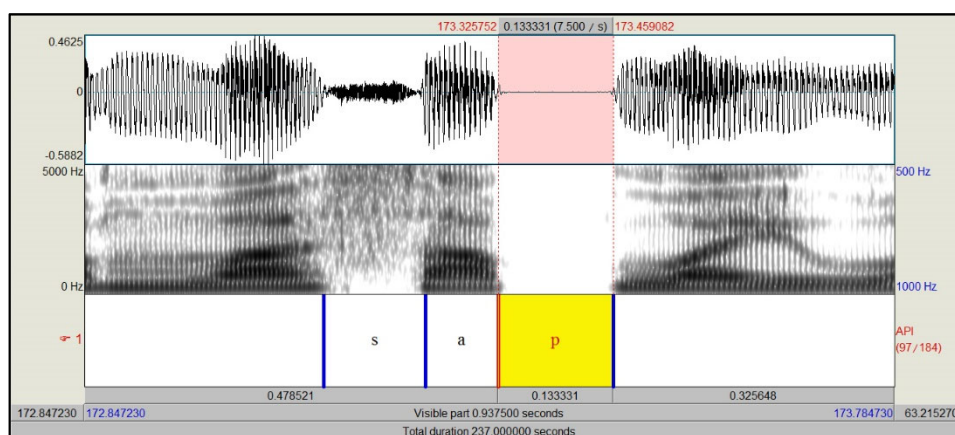 173.325752 0.133331 (7.500 / s) 173.459082
0.4625
0
-0.5882
5000 Hz 500 Hz
0 Hz 1000 Hz
☞ 1 s a p API
(97/184)
0.478521 0.133331 0.325648
172.847230 172.847230 Visible part 0.937500 seconds 173.784730 63.215270
Total duration 237.000000 seconds